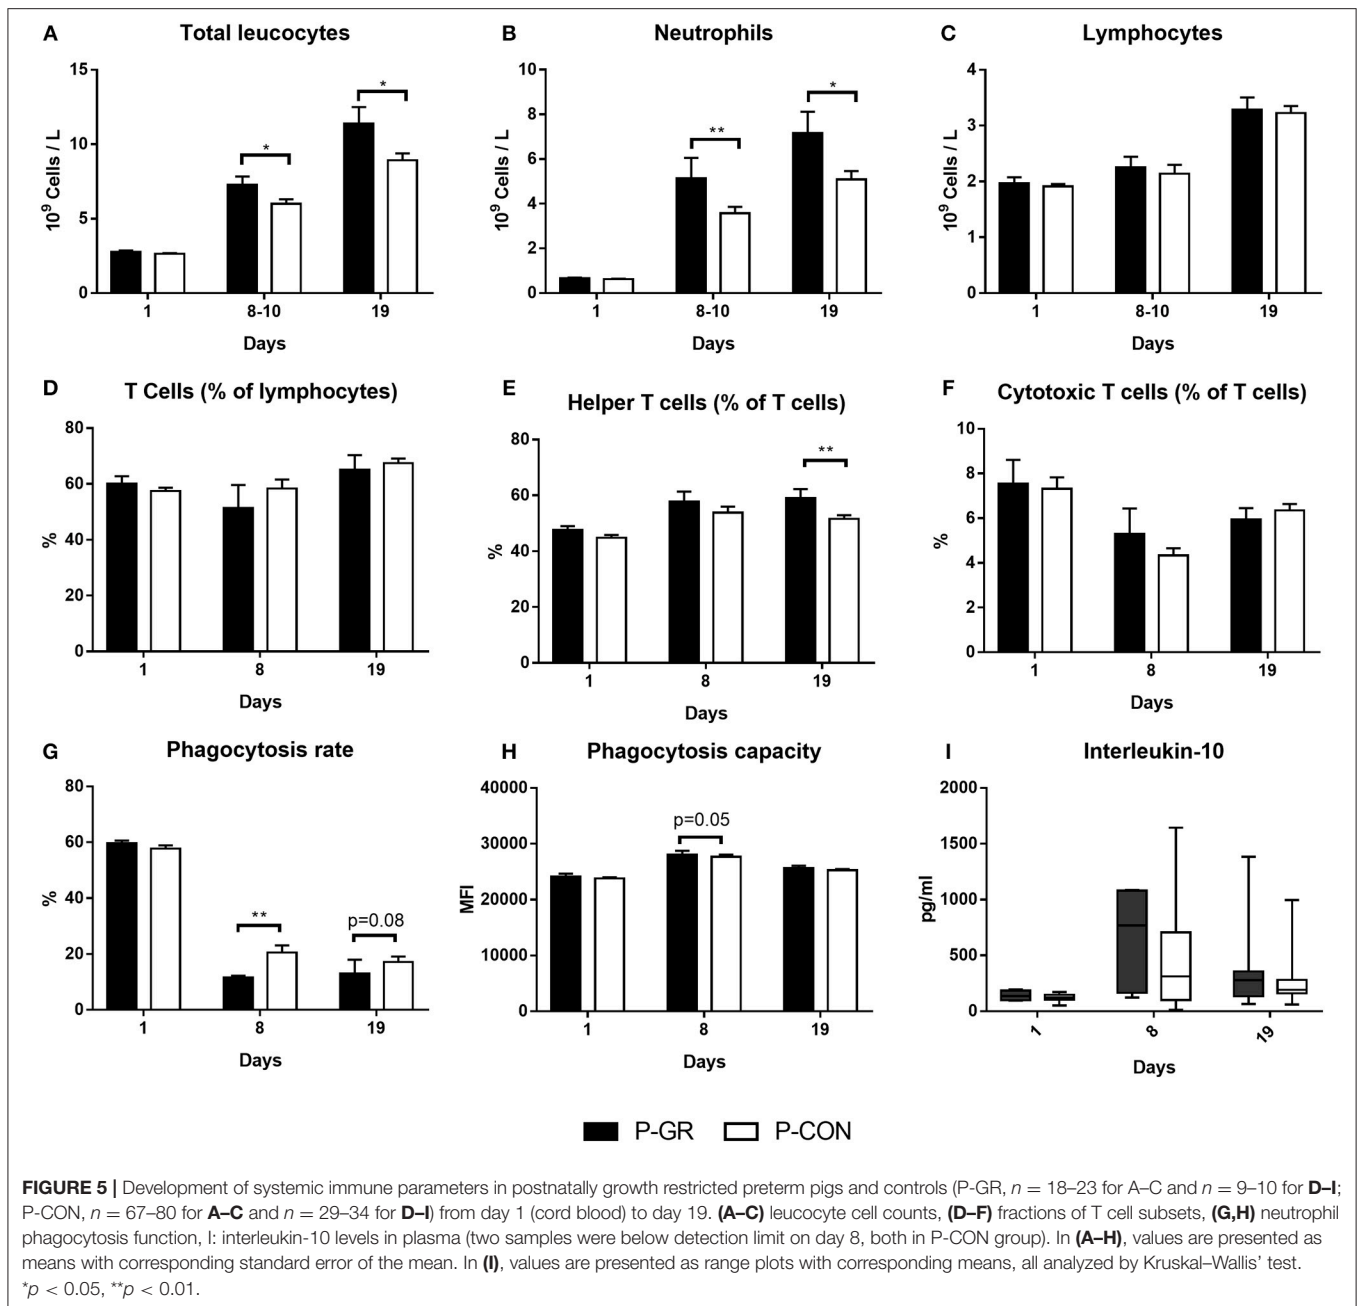 A Total leucocytes
15
10
5
0
10⁹ Cells / L
*
*
1 8-10 19
Days
B Neutrophils
10
8
6
4
2
0
10⁹ Cells / L
**
*
1 8-10 19
Days
C Lymphocytes
4
3
2
1
0
10⁹ Cells / L
1 8-10 19
Days
D T Cells (% of lymphocytes)
80
60
40
20
0
%
1 8 19
Days
E Helper T cells (% of T cells)
80
60
40
20
0
%
**
1 8 19
Days
F Cytotoxic T cells (% of T cells)
10
8
6
4
2
0
%
1 8 19
Days
G Phagocytosis rate
80
60
40
20
0
%
**
p=0.08
1 8 19
Days
H Phagocytosis capacity
40000
30000
20000
10000
0
MFI
p=0.05
1 8 19
Days
I Interleukin-10
2000
1500
1000
500
0
pg/ml
1 8 19
Days
P-GR P-CON
FIGURE 5 | Development of systemic immune parameters in postnatally growth restricted preterm pigs and controls (P-GR, n = 18–23 for A–C and n = 9–10 for D–I;
P-CON, n = 67–80 for A–C and n = 29–34 for D–I) from day 1 (cord blood) to day 19. (A–C) leucocyte cell counts, (D–F) fractions of T cell subsets, (G,H) neutrophil
phagocytosis function, I: interleukin-10 levels in plasma (two samples were below detection limit on day 8, both in P-CON group). In (A–H), values are presented as
means with corresponding standard error of the mean. In (I), values are presented as range plots with corresponding means, all analyzed by Kruskal–Wallis' test.
*p < 0.05, **p < 0.01.